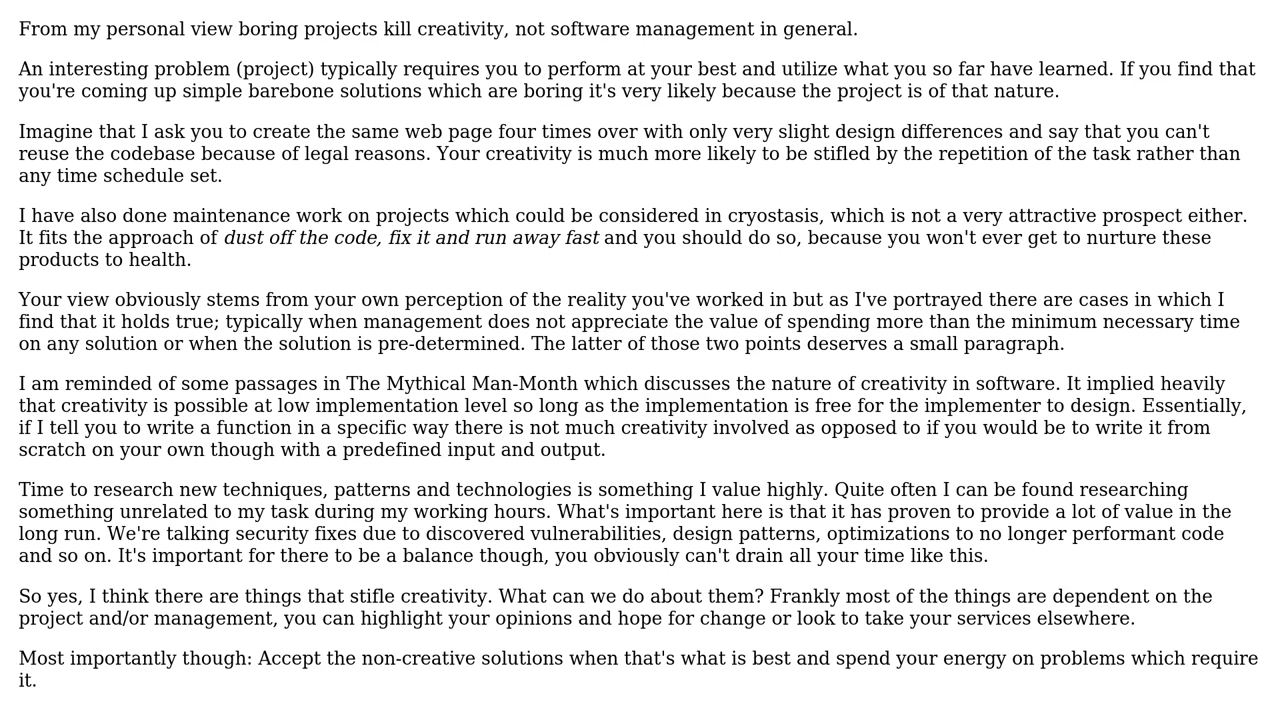 From my personal view boring projects kill creativity, not software management in general.
An interesting problem (project) typically requires you to perform at your best and utilize what you so far have learned. If you find that
you're coming up simple barebone solutions which are boring it's very likely because the project is of that nature.
Imagine that I ask you to create the same web page four times over with only very slight design differences and say that you can't
reuse the codebase because of legal reasons. Your creativity is much more likely to be stifled by the repetition of the task rather than
any time schedule set.
I have also done maintenance work on projects which could be considered in cryostasis, which is not a very attractive prospect either.
It fits the approach of dust off the code, fix it and run away fast and you should do so, because you won't ever get to nurture these
products to health.
Your view obviously stems from your own perception of the reality you've worked in but as I've portrayed there are cases in which I
find that it holds true; typically when management does not appreciate the value of spending more than the minimum necessary time
on any solution or when the solution is pre-determined. The latter of those two points deserves a small paragraph.
I am reminded of some passages in The Mythical Man-Month which discusses the nature of creativity in software. It implied heavily
that creativity is possible at low implementation level so long as the implementation is free for the implementer to design. Essentially,
if I tell you to write a function in a specific way there is not much creativity involved as opposed to if you would be to write it from
scratch on your own though with a predefined input and output.
Time to research new techniques, patterns and technologies is something I value highly. Quite often I can be found researching
something unrelated to my task during my working hours. What's important here is that it has proven to provide a lot of value in the
long run. We're talking security fixes due to discovered vulnerabilities, design patterns, optimizations to no longer performant code
and so on. It's important for there to be a balance though, you obviously can't drain all your time like this.
So yes, I think there are things that stifle creativity. What can we do about them? Frankly most of the things are dependent on the
project and/or management, you can highlight your opinions and hope for change or look to take your services elsewhere.
Most importantly though: Accept the non-creative solutions when that's what is best and spend your energy on problems which require
it.